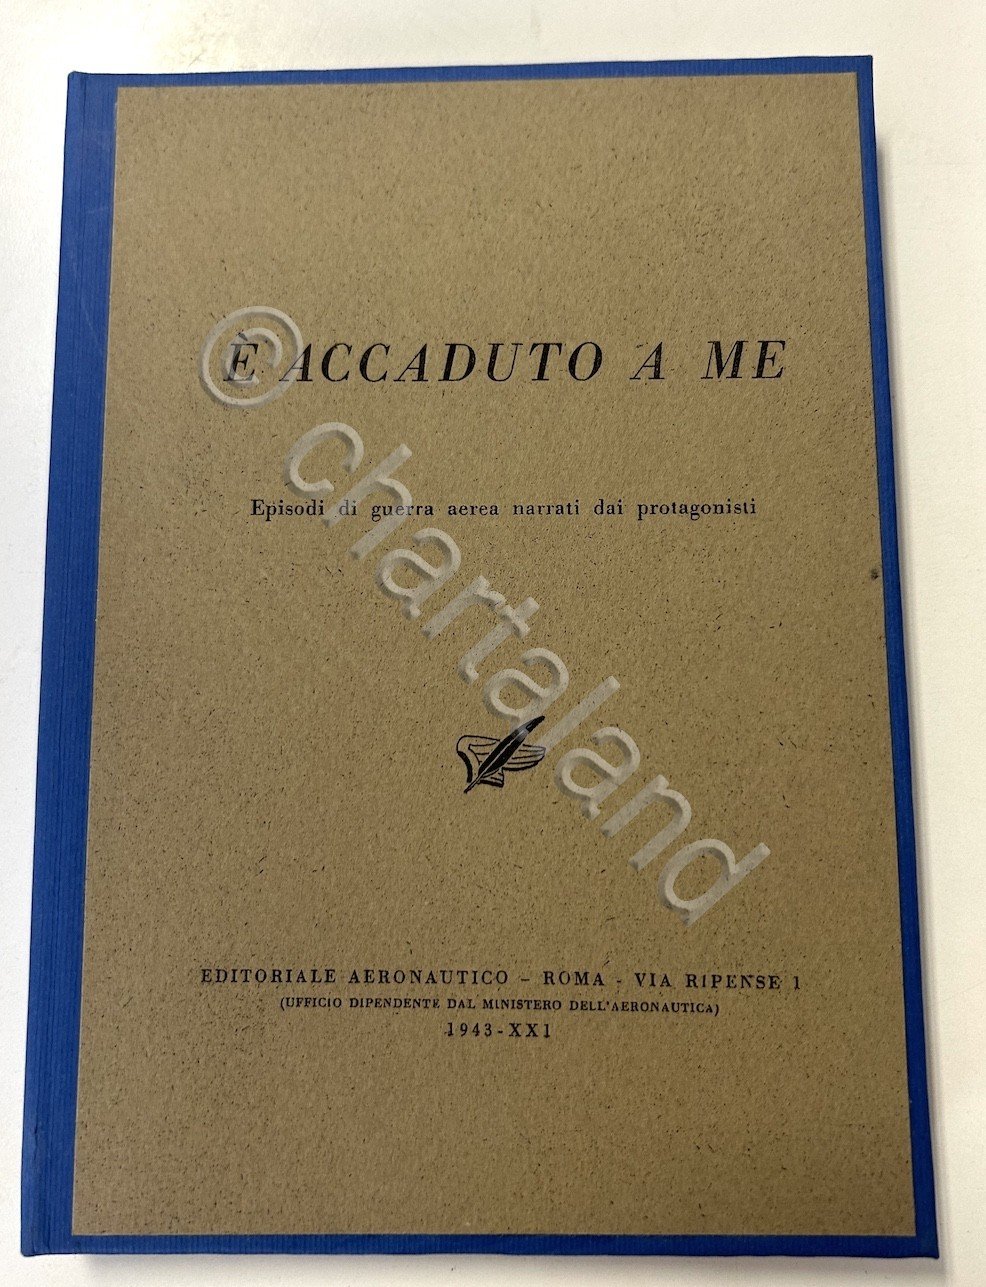 È ACCADUTO A ME
Episodi di guerra aerea narrati dai protagonisti
© chartaland
EDITORIALE AERONAUTICO – ROMA - VIA RIPENSE 1
(UFFICIO DIPENDENTE DAL MINISTERO DELL'AERONAUTICA)
1943-XXI